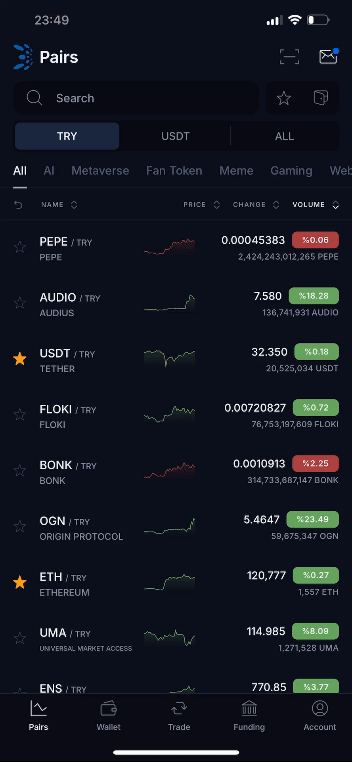 23:49
Pairs
Search
TRY USDT ALL
All AI Metaverse Fan Token Meme Gaming Web
NAME PRICE CHANGE VOLUME
PEPE / TRY 0.00045383 %0.06
PEPE 2,424,243,012,265 PEPE
AUDIO / TRY 7.580 %18.28
AUDIUS 136,741,931 AUDIO
USDT / TRY 32.350 %0.18
TETHER 20,525,034 USDT
FLOKI / TRY 0.00720827 %0.72
FLOKI 76,753,197,609 FLOKI
BONK / TRY 0.0010913 %2.25
BONK 314,733,687,147 BONK
OGN / TRY 5.4647 %23.49
ORIGIN PROTOCOL 59,675,347 OGN
ETH / TRY 120,777 %0.27
ETHEREUM 1,557 ETH
UMA / TRY 114.985 %8.09
UNIVERSAL MARKET ACCESS 1,271,528 UMA
ENS / TRY 770.85 %3.77
Pairs Wallet Trade Funding Account